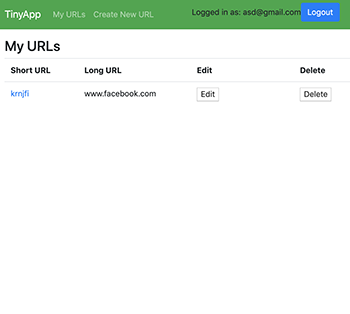 TinyApp My URLs Create New URL Logged in as: asd@gmail.com Logout
My URLs
Short URL Long URL Edit Delete
krnjfi www.facebook.com Edit Delete